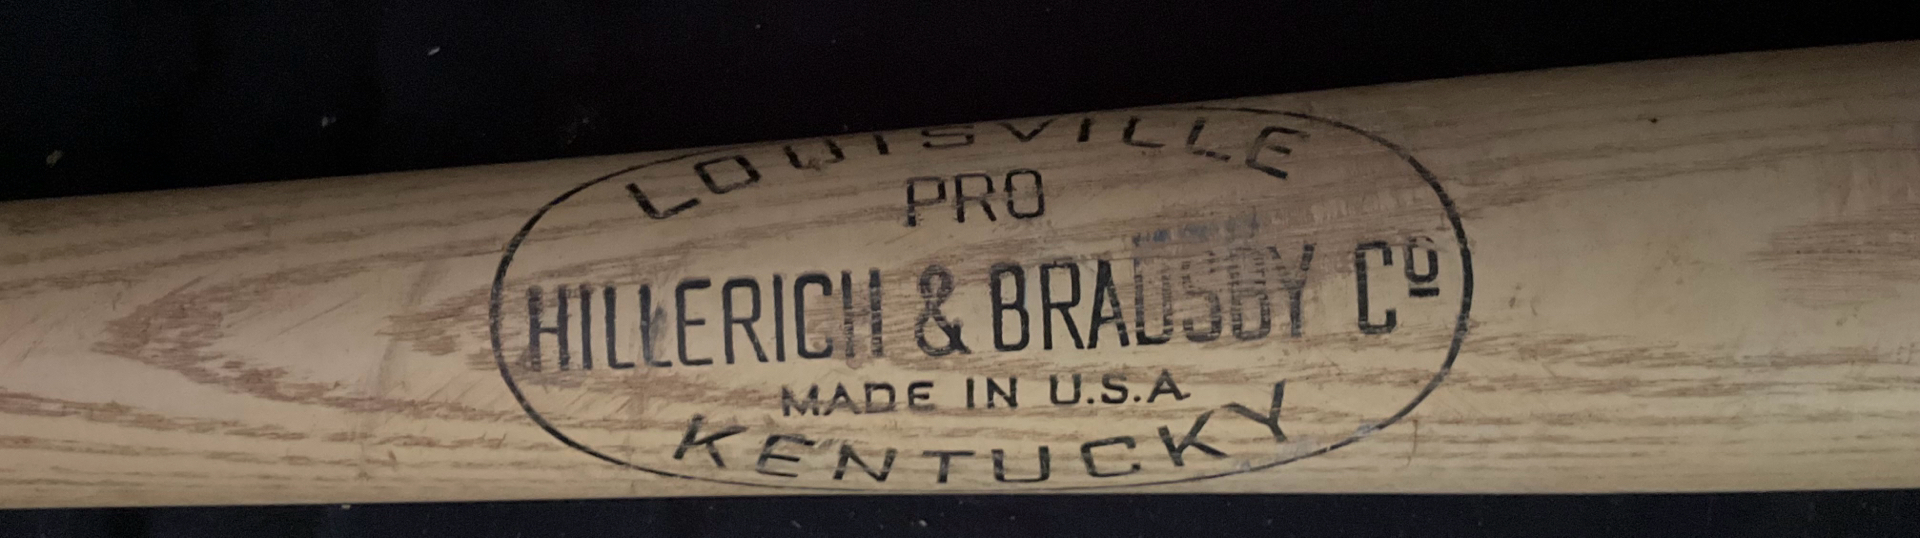 LOUISVILLE
PRO
HILLERICH & BRADSBY Cº
MADE IN U.S.A.
KENTUCKY